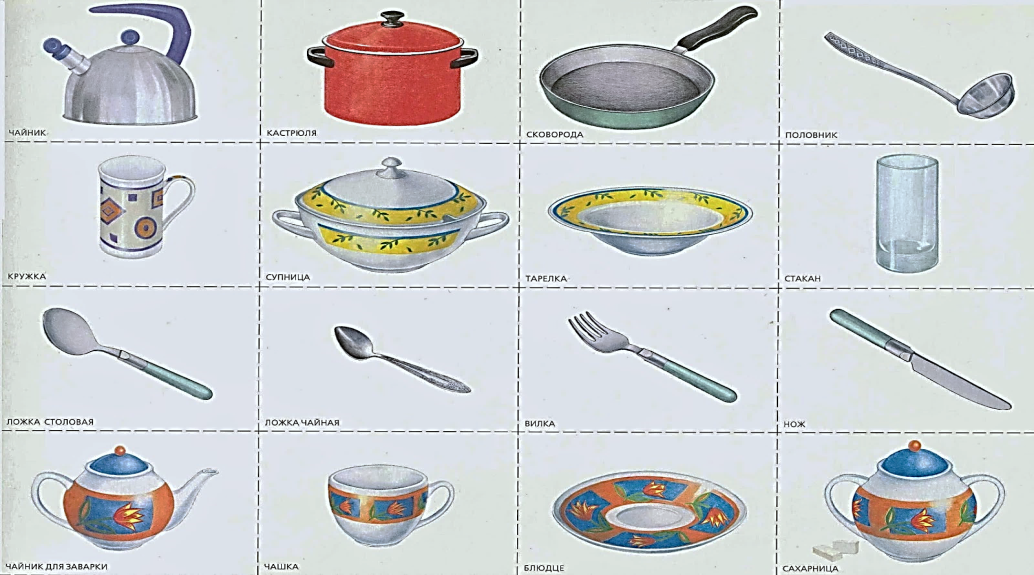 ЧАЙНИК
КАСТРЮЛЯ
СКОВОРОДА
ПОЛОВНИК
КРУЖКА
СУПНИЦА
ТАРЕЛКА
СТАКАН
ЛОЖКА СТОЛОВАЯ
ЛОЖКА ЧАЙНАЯ
ВИЛКА
НОЖ
ЧАЙНИК ДЛЯ ЗАВАРКИ
ЧАШКА
БЛЮДЦЕ
САХАРНИЦА